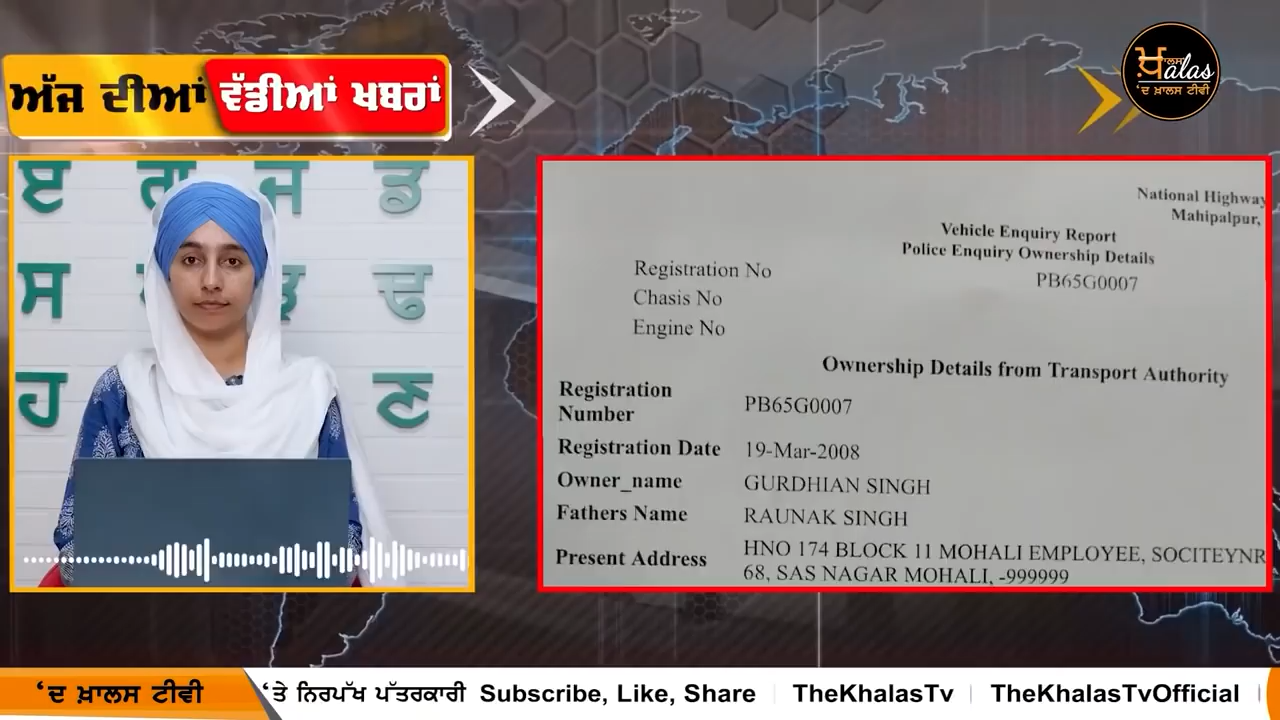 ਅੱਜ ਦੀਆਂ ਵੱਡੀਆਂ ਖਬਰਾਂ
ਖ਼ਾਲਸ
alas
‘ਦ ਖ਼ਾਲਸ ਟੀਵੀ
ੲ ਗ ਜ ਡ
ਸ ਢ
ਹ ਣ
National Highway
Mahipalpur,
Vehicle Enquiry Report
Police Enquiry Ownership Details
Registration No PB65G0007
Chasis No
Engine No
Ownership Details from Transport Authority
Registration Number PB65G0007
Registration Date 19-Mar-2008
Owner_name GURDHIAN SINGH
Fathers Name RAUNAK SINGH
Present Address HNO 174 BLOCK 11 MOHALI EMPLOYEE, SOCITEYNR
68, SAS NAGAR MOHALI, -999999
‘ਦ ਖ਼ਾਲਸ ਟੀਵੀ ‘ਤੇ ਨਿਰਪੱਖ ਪੱਤਰਕਾਰੀ Subscribe, Like, Share TheKhalasTv TheKhalasTvOfficial